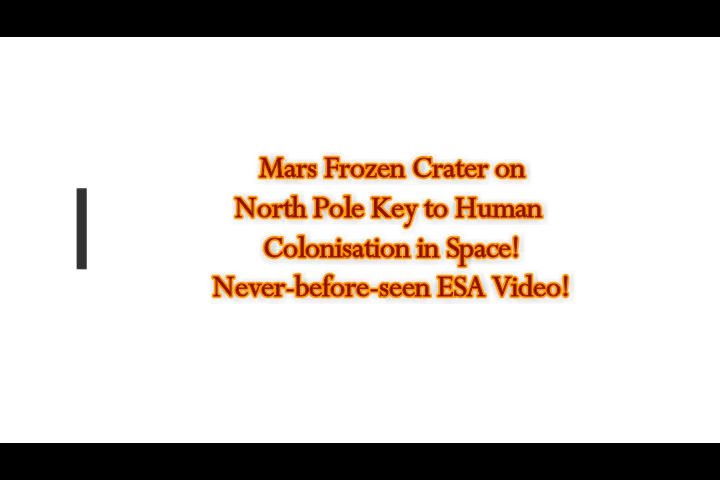 Mars Frozen Crater on
North Pole Key to Human
Colonisation in Space!
Never-before-seen ESA Video!